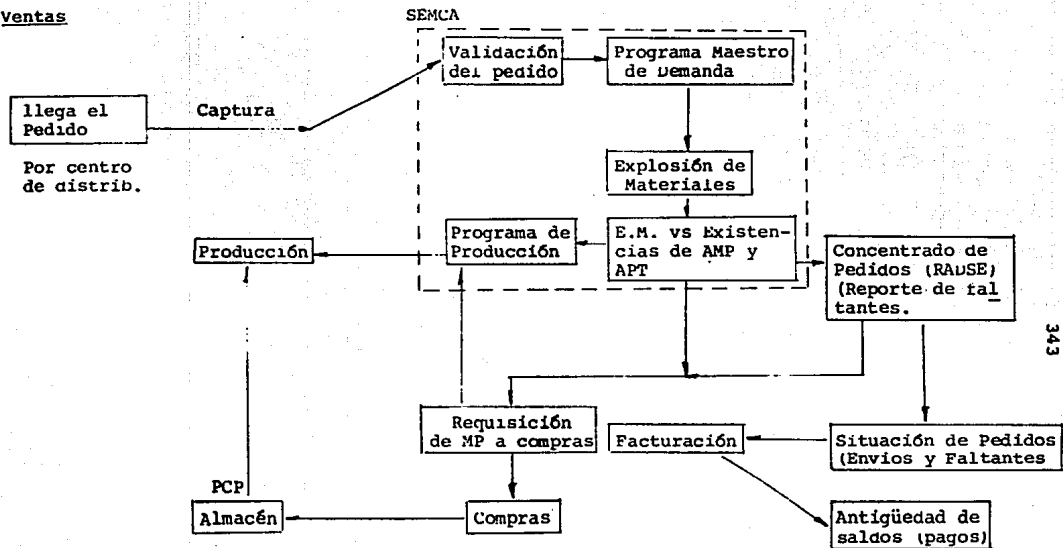 Ventas
SEMCA
Validación
del pedido
Programa Maestro
de Demanda
llega el
Pedido
Captura
Por centro
de distrib.
Explosión de
Materiales
Producción
Programa de
Producción
E.M. vs Existen-
cias de AMP y
APT
Concentrado de
Pedidos (RADSE)
(Reporte de fal
tantes.
343
Requisición
de MP a compras
Facturación
Situación de Pedidos
(Envios y Faltantes
PCP
Almacén
Compras
Antigüedad de
saldos (pagos)